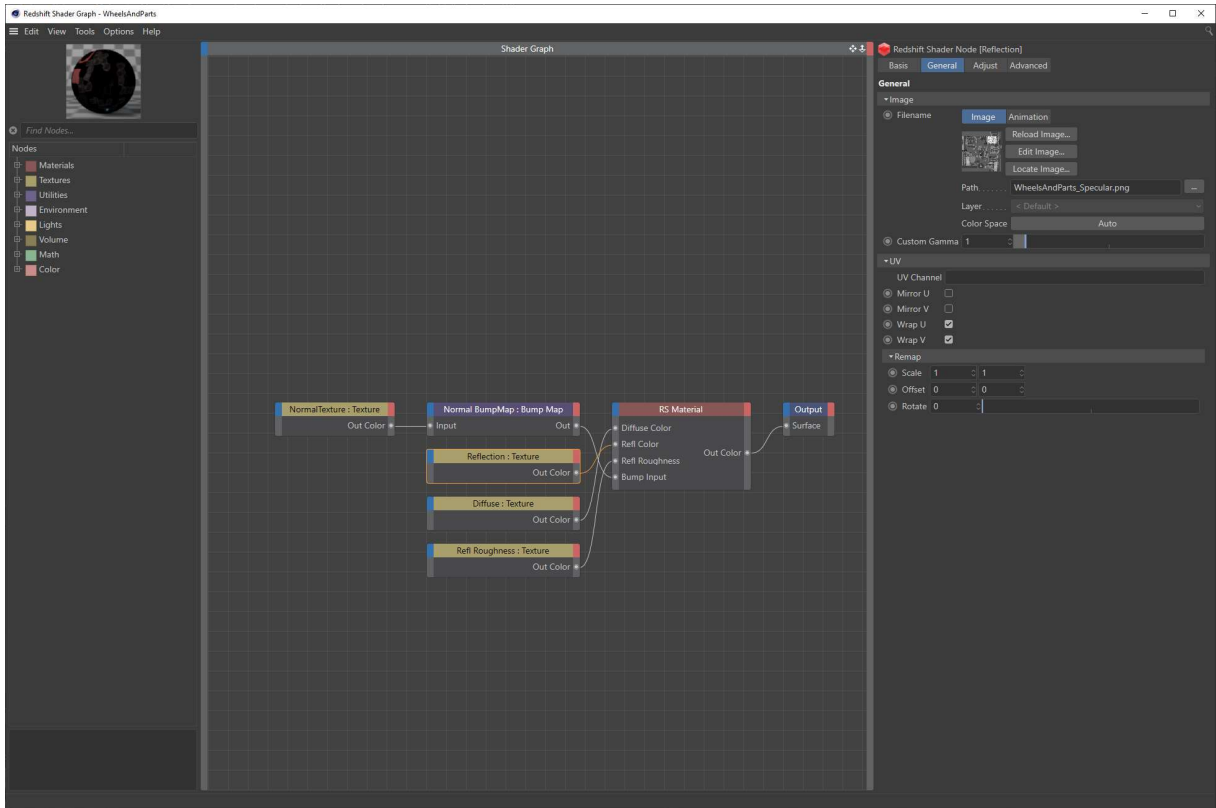 Redshift Shader Graph - WheelsAndParts
Edit View Tools Options Help
Find Nodes...
Nodes
Materials
Textures
Utilities
Environment
Lights
Volume
Math
Color
Shader Graph
NormalTexture : Texture
Out Color
Normal BumpMap : Bump Map
Input Out
Reflection : Texture
Out Color
Diffuse : Texture
Out Color
Refl Roughness : Texture
Out Color
RS Material
Diffuse Color
Refl Color
Refl Roughness
Bump Input
Out Color
Output
Surface
Redshift Shader Node [Reflection]
Basis General Adjust Advanced
General
Image
Filename Image Animation
Reload Image...
Edit Image...
Locate Image...
Path. . . . . . WheelsAndParts_Specular.png ...
Layer. . . . . < Default >
Color Space Auto
Custom Gamma 1
UV
UV Channel
Mirror U
Mirror V
Wrap U
Wrap V
Remap
Scale 1 1
Offset 0 0
Rotate 0